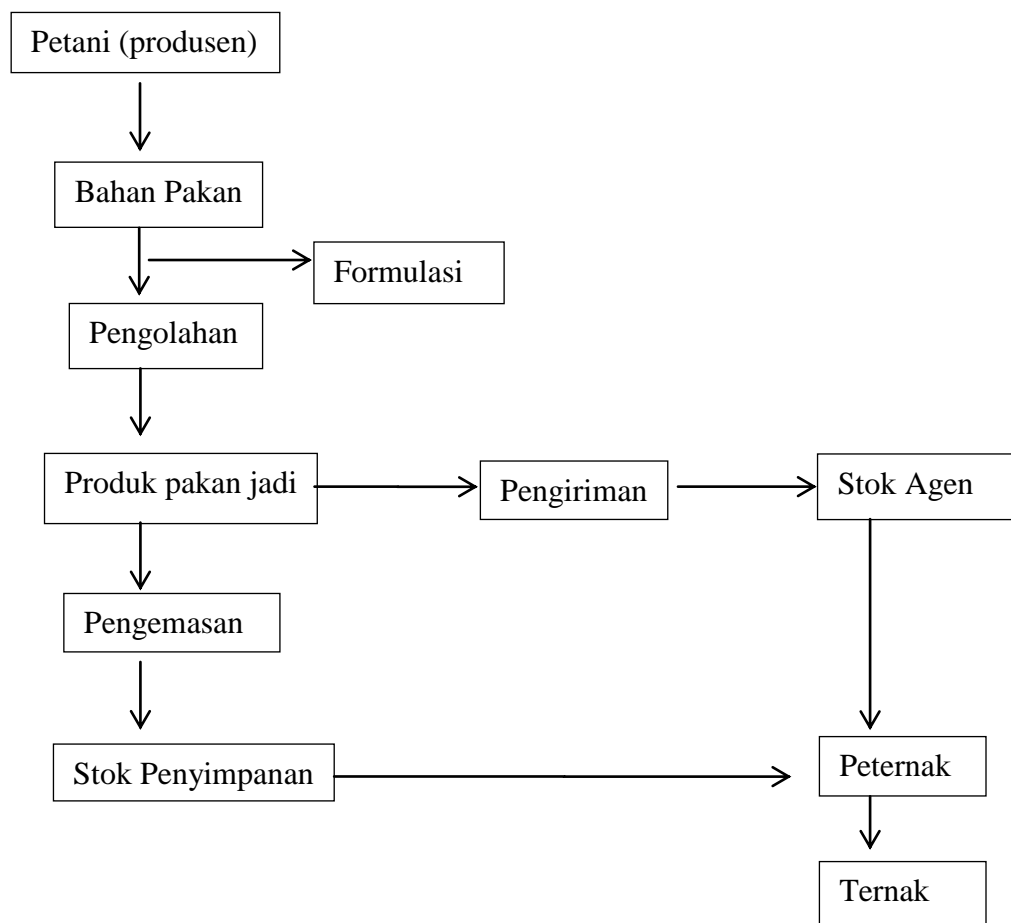 Petani (produsen)
Bahan Pakan
Formulasi
Pengolahan
Produk pakan jadi
Pengiriman
Stok Agen
Pengemasan
Stok Penyimpanan
Peternak
Ternak